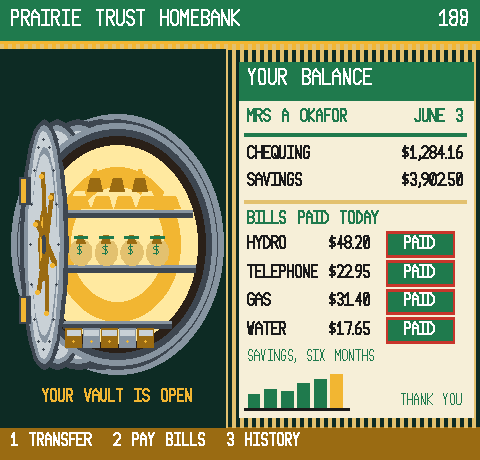 PRAIRIE TRUST HOMEBANK 188
YOUR BALANCE
MRS A OKAFOR JUNE 3
CHEQUING $1,284.16
SAVINGS $3,902.50
BILLS PAID TODAY
HYDRO $48.20 PAID
TELEPHONE $22.95 PAID
GAS $31.40 PAID
WATER $17.65 PAID
SAVINGS, SIX MONTHS
THANK YOU
YOUR VAULT IS OPEN
1 TRANSFER 2 PAY BILLS 3 HISTORY